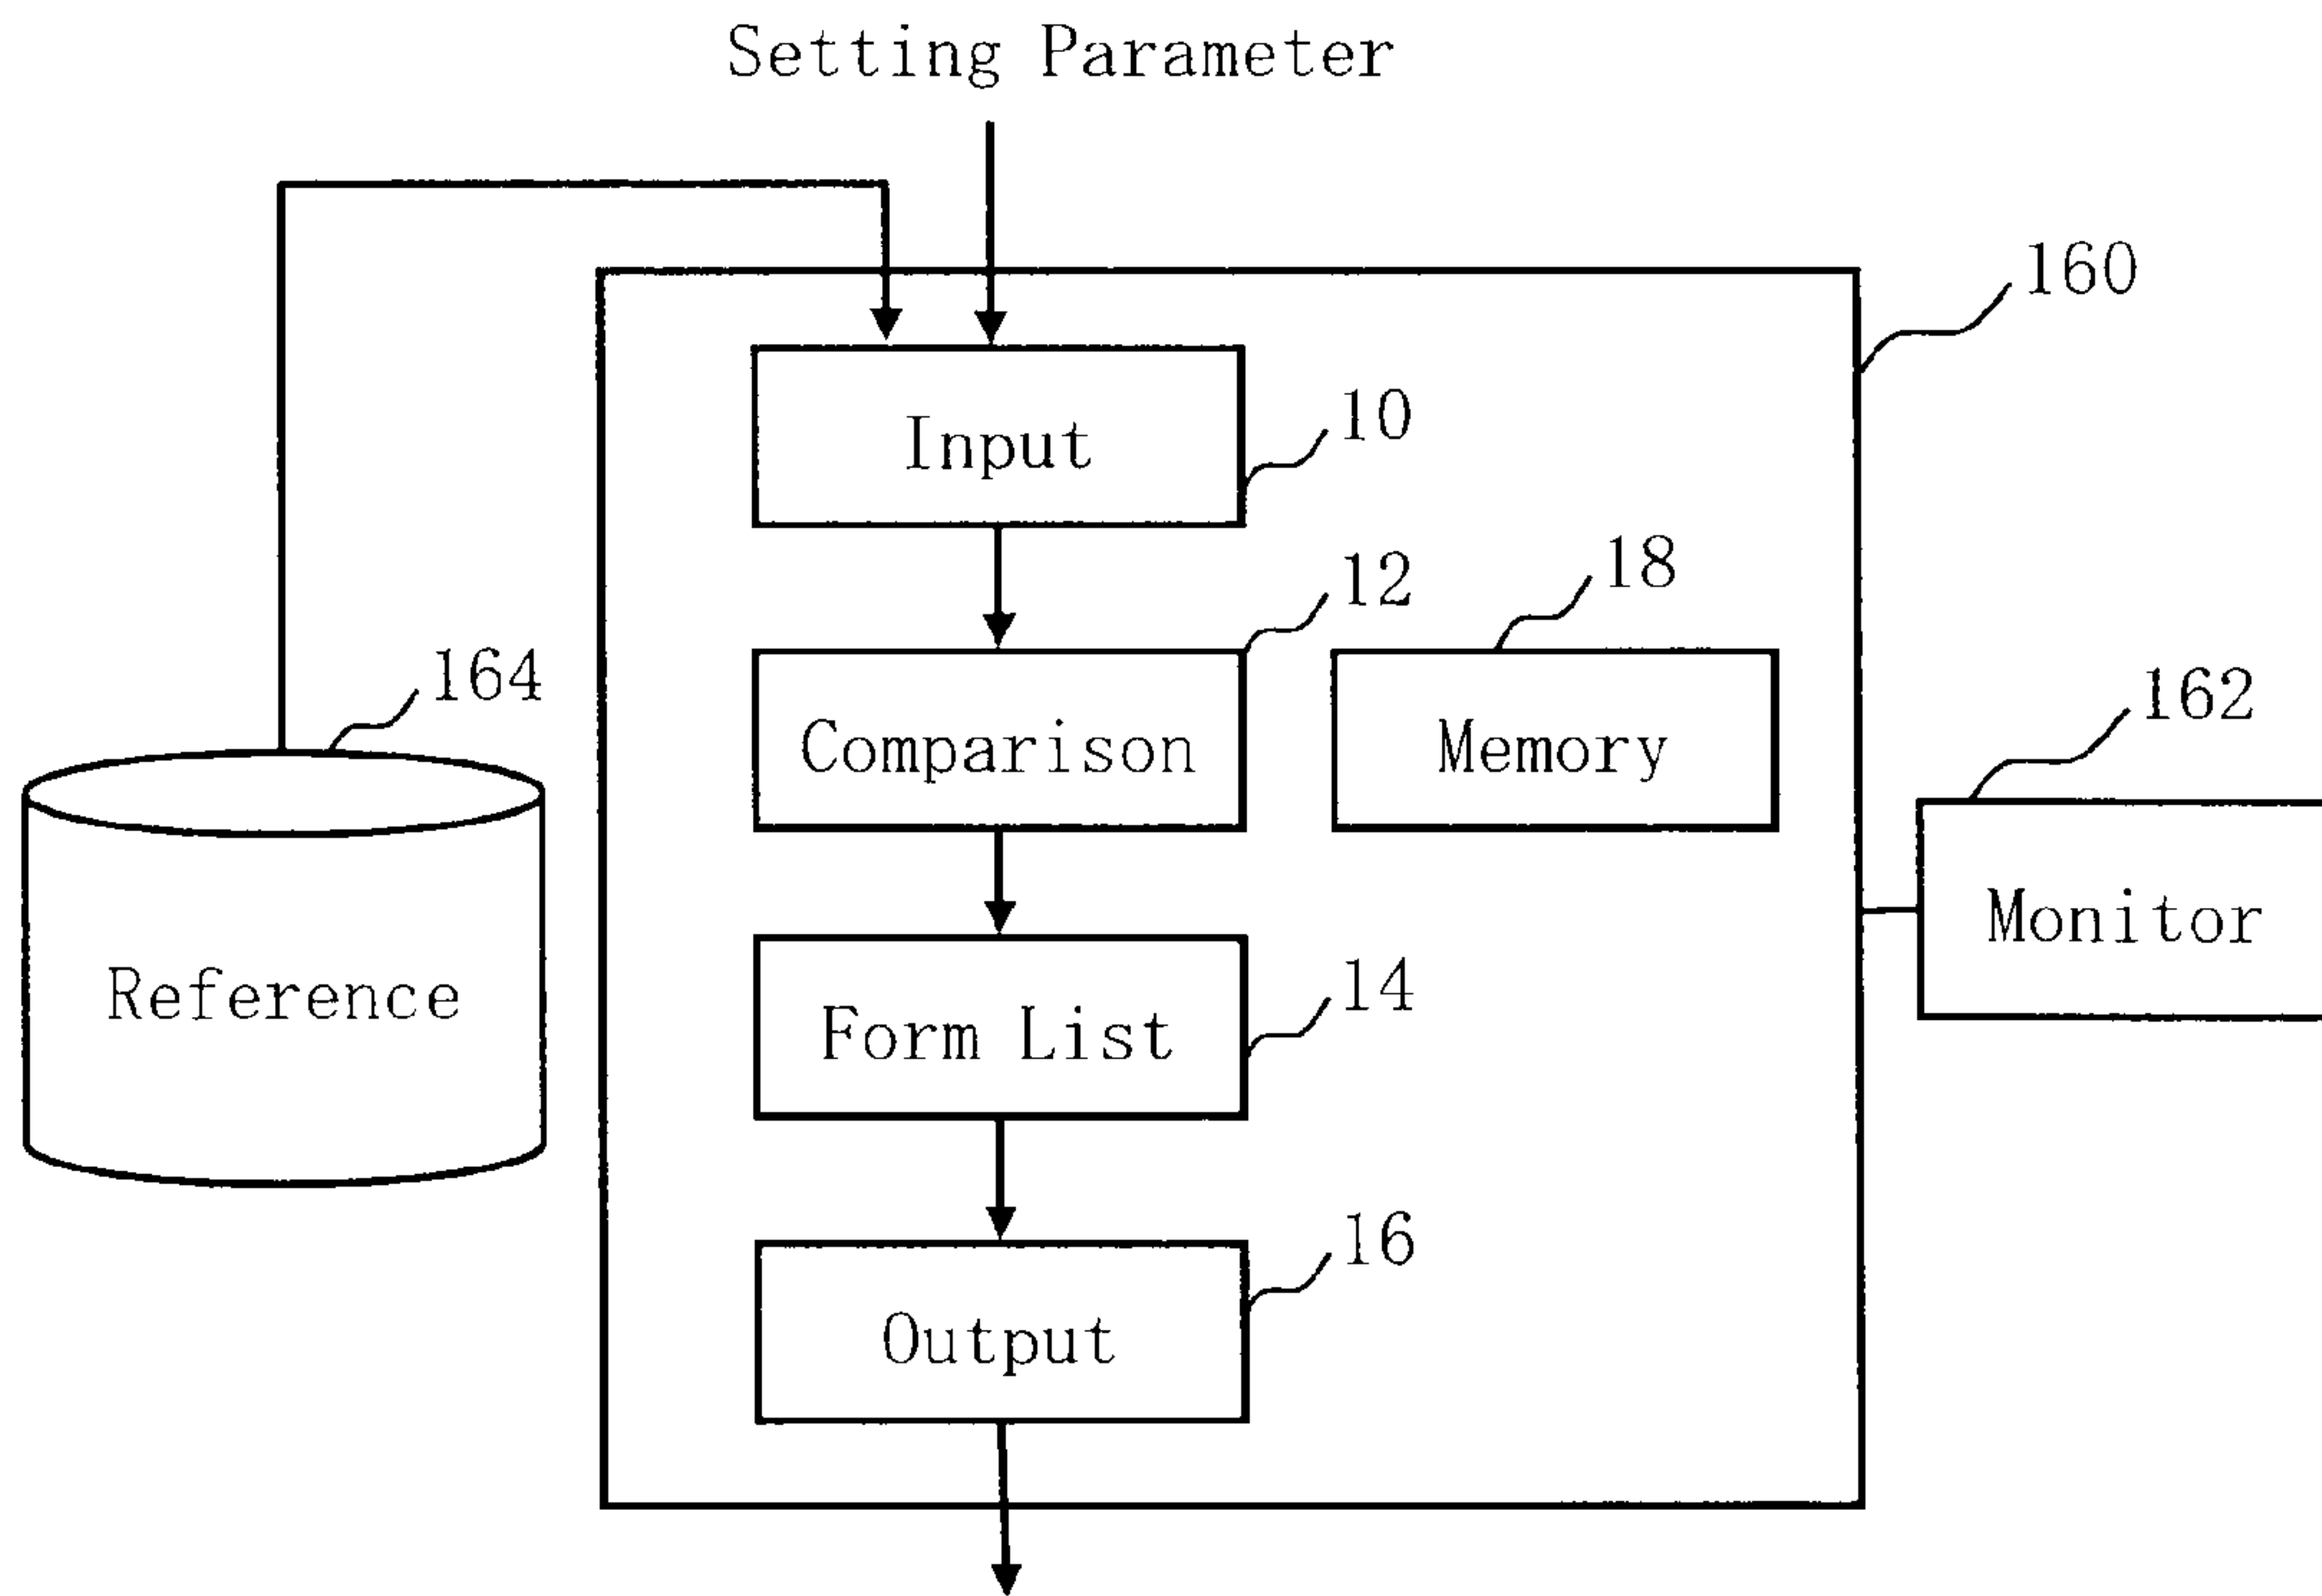 Setting Parameter
160
Input
10
12
18
Comparison
Memory
164
162
Reference
Monitor
Form List
14
Output
16